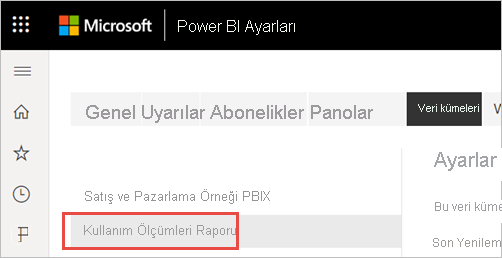 Microsoft Power BI Ayarları
Genel Uyarılar Abonelikler Panolar Veri kümeleri
Ayarlar
Satış ve Pazarlama Örneği PBIX
Bu veri küme
Kullanım Ölçümleri Raporu
Son Yenilem